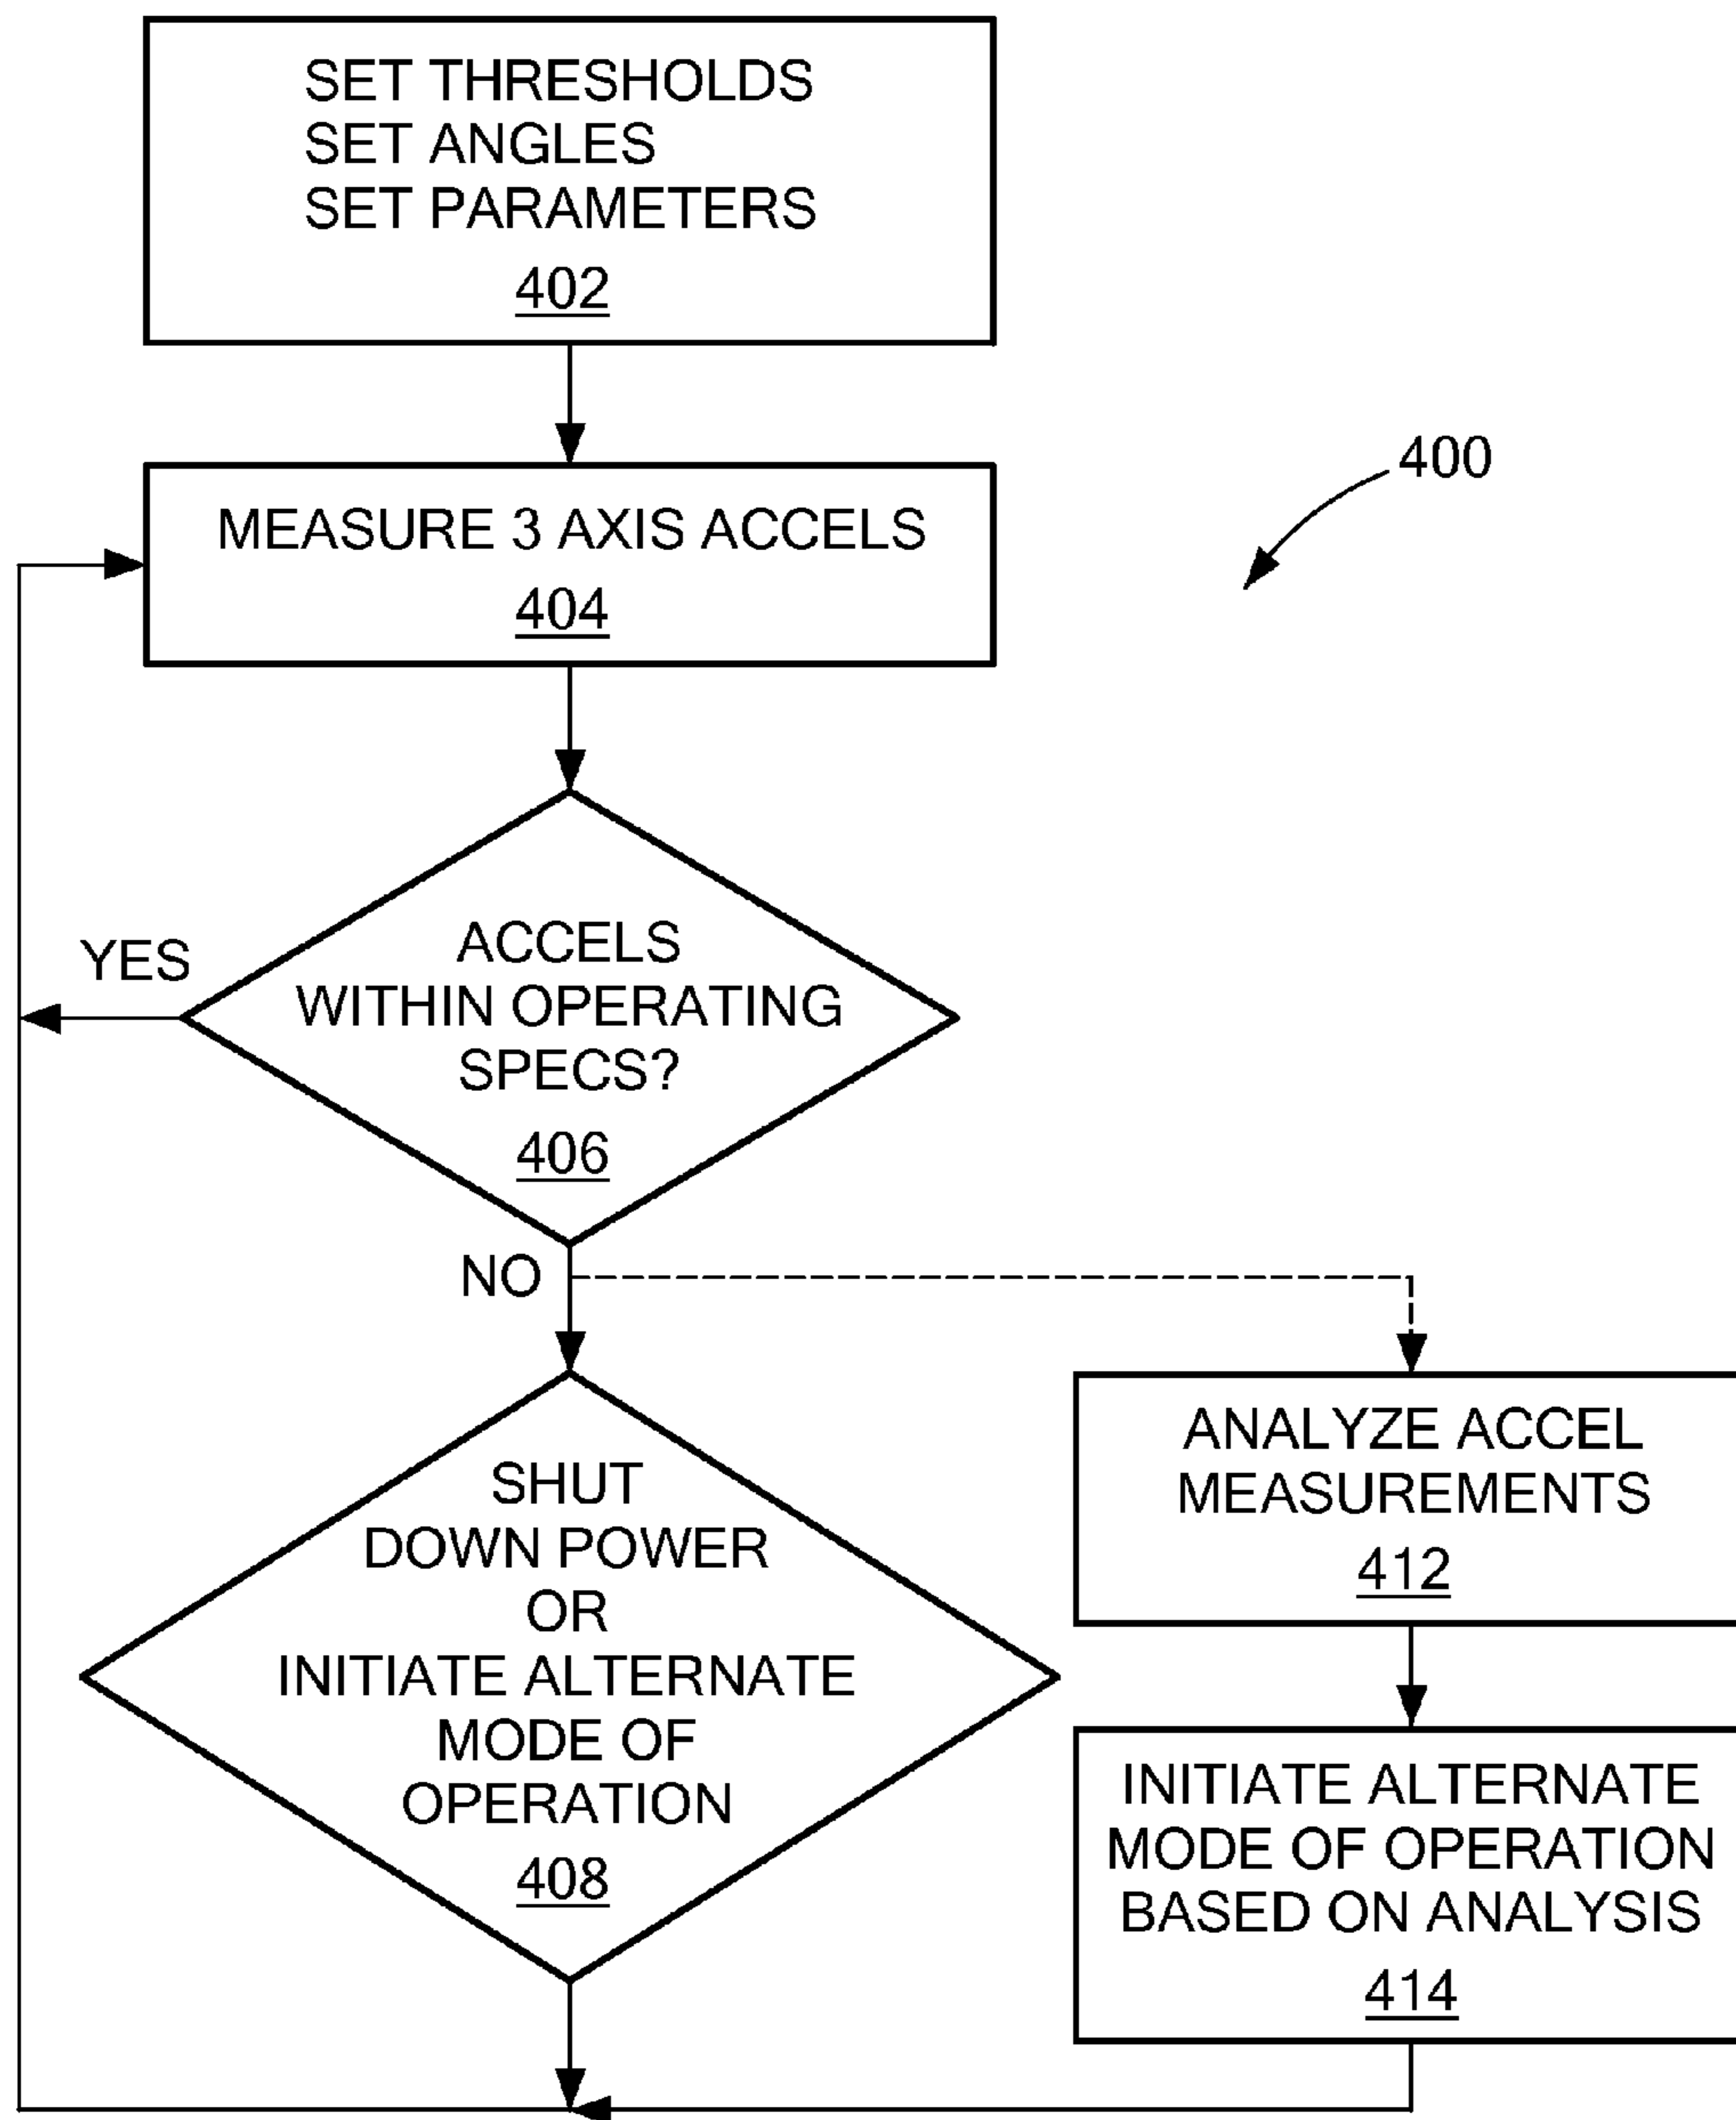 SET THRESHOLDS
SET ANGLES
SET PARAMETERS
402
400
MEASURE 3 AXIS ACCELS
404
YES
ACCELS
WITHIN OPERATING
SPECS?
406
NO
SHUT
DOWN POWER
OR
INITIATE ALTERNATE
MODE OF
OPERATION
408
ANALYZE ACCEL
MEASUREMENTS
412
INITIATE ALTERNATE
MODE OF OPERATION
BASED ON ANALYSIS
414